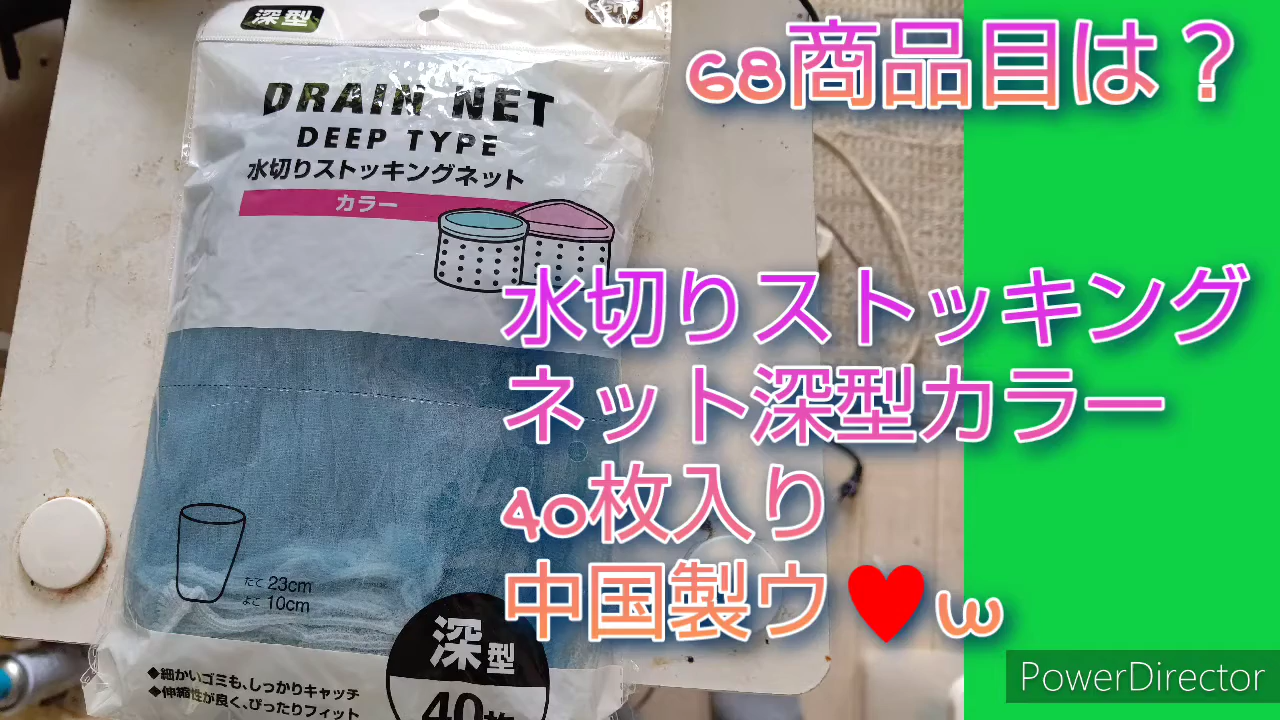 深型
68商品目は？
DRAIN NET
DEEP TYPE
水切りストッキングネット
カラー
水切りストッキング
ネット深型カラー
40枚入り
中国製ウ♥w
たて 23cm
よこ 10cm
深型
40枚
◆細かいゴミも、しっかりキャッチ
◆伸縮性が良く、ぴったりフィット
PowerDirector